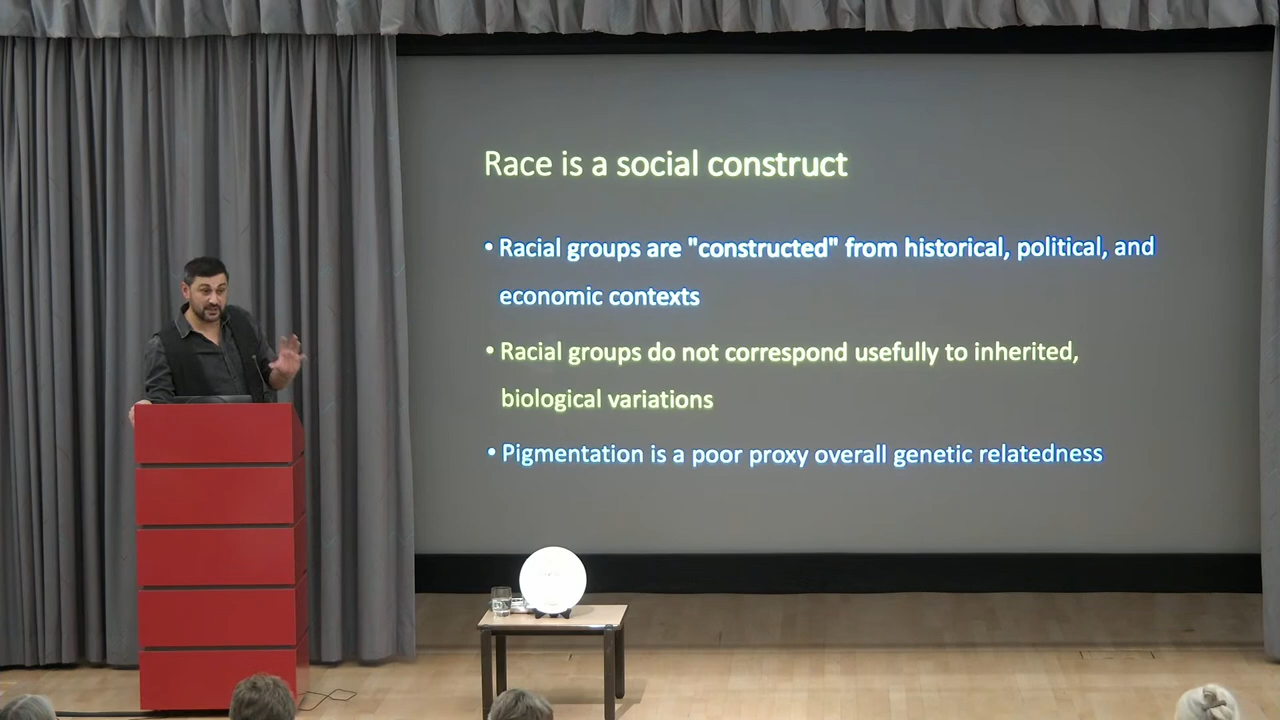 Race is a social construct
• Racial groups are "constructed" from historical, political, and
economic contexts
• Racial groups do not correspond usefully to inherited,
biological variations
• Pigmentation is a poor proxy overall genetic relatedness